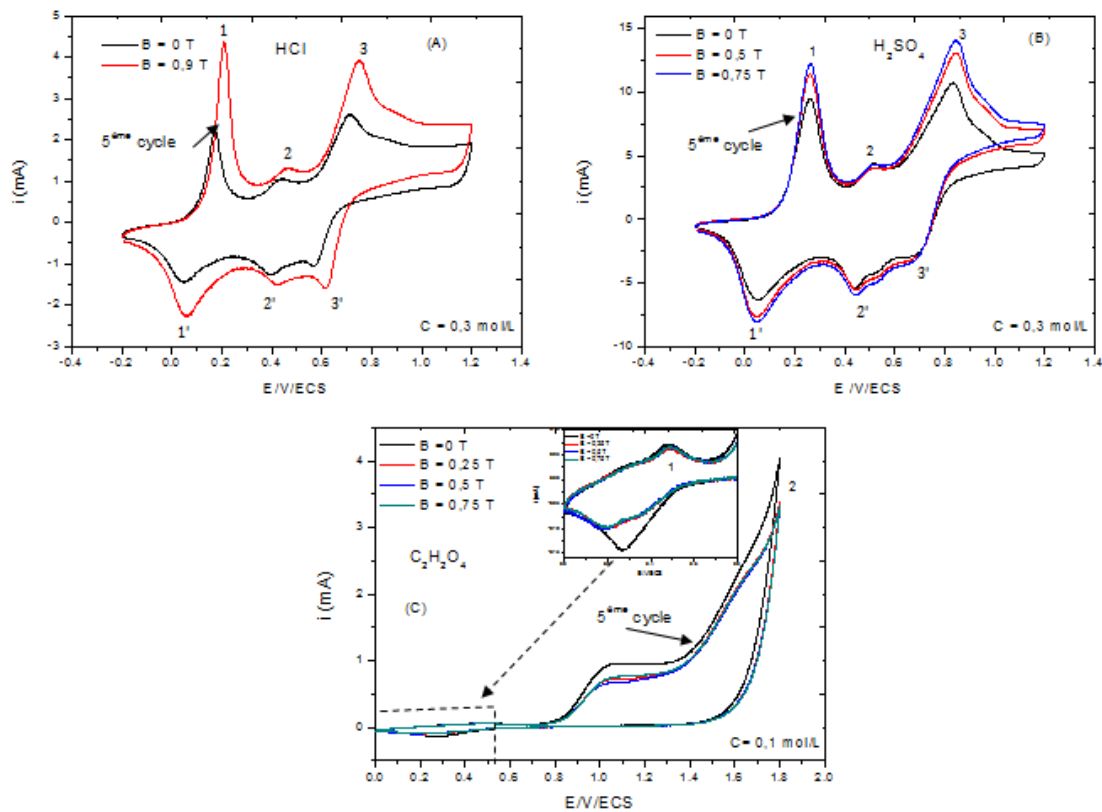 B = 0 T
B = 0,9 T
HCl
(A)
1
2
3
5ème cycle
1'
2'
3'
C = 0,3 mol/L
i (mA)
5
4
3
2
1
0
-1
-2
-3
-0.4 -0.2 0.0 0.2 0.4 0.6 0.8 1.0 1.2 1.4
E/V/ECS
B = 0 T
B = 0,5 T
B =0,75 T
H2SO4
(B)
1
2
3
5ème cycle
1'
2'
3'
C = 0,3 mol/L
i (mA)
15
10
5
0
-5
-10
-0.4 -0.2 0.0 0.2 0.4 0.6 0.8 1.0 1.2 1.4
E /V/ECS
B =0 T
B = 0,25 T
B = 0,5 T
B = 0,75 T
C2H2O4
(C)
1
2
5ème cycle
C= 0,1 mol/L
i (mA)
4
3
2
1
0
0.0 0.2 0.4 0.6 0.8 1.0 1.2 1.4 1.6 1.8 2.0
E/V/ECS